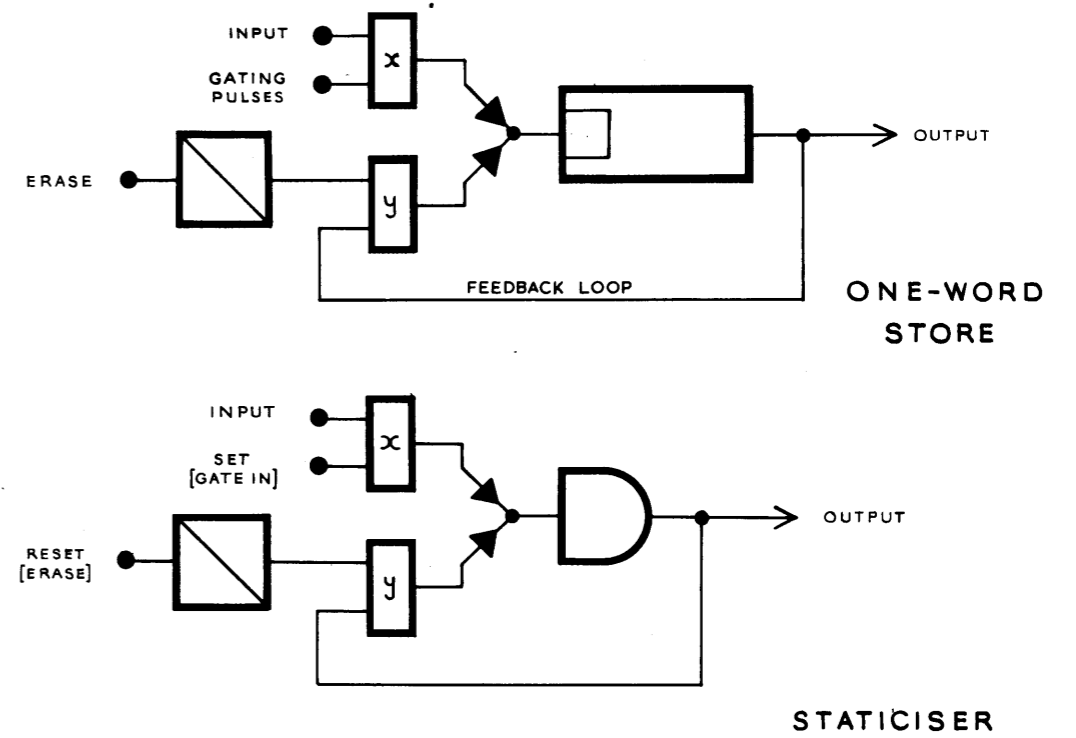 INPUT
x
GATING
PULSES
ERASE
y
OUTPUT
FEEDBACK LOOP
ONE-WORD
STORE
INPUT
x
SET
[GATE IN]
RESET
[ERASE]
y
OUTPUT
STATICISER